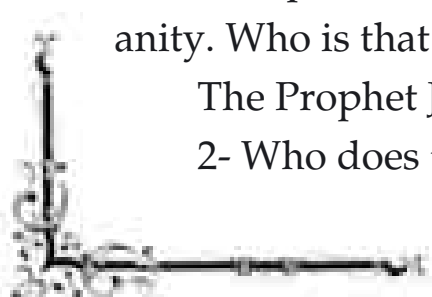 anity. Who is that
The Prophet J
2- Who does